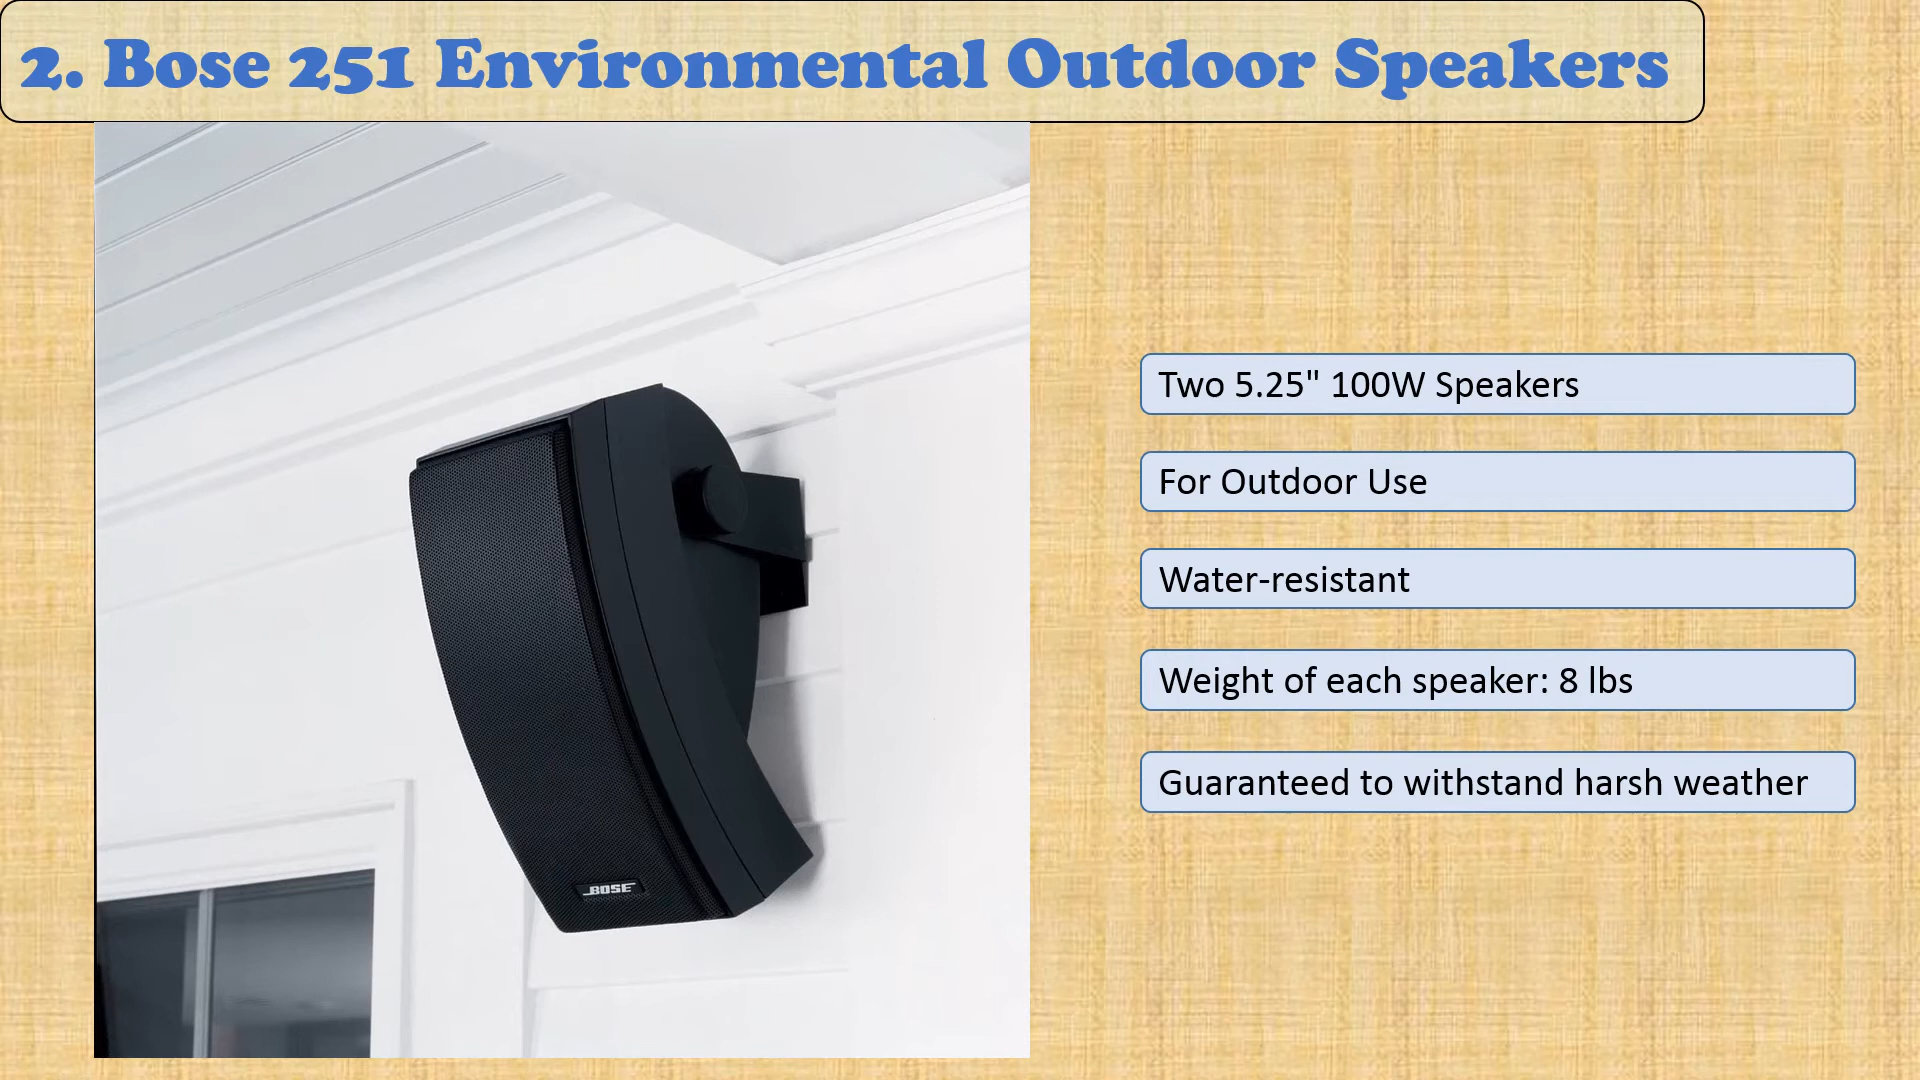 2. Bose 251 Environmental Outdoor Speakers
Two 5.25" 100W Speakers
For Outdoor Use
Water-resistant
Weight of each speaker: 8 lbs
Guaranteed to withstand harsh weather
BOSE